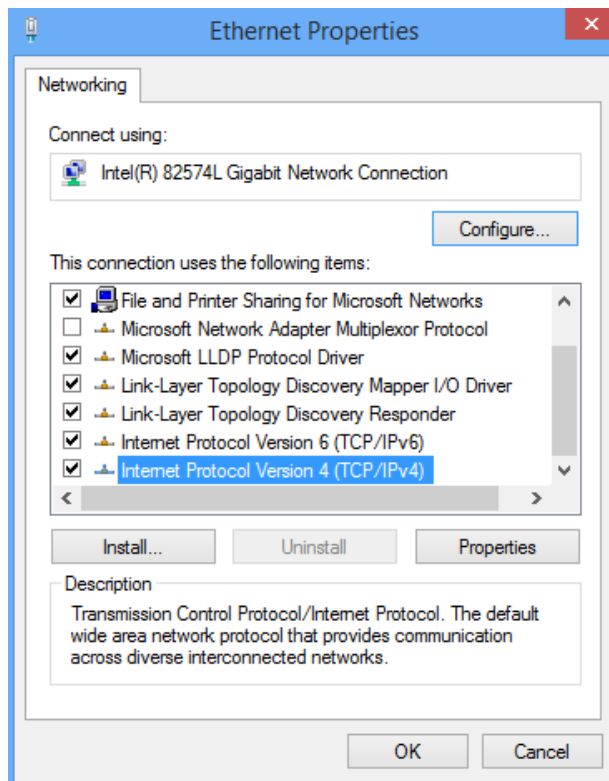 Ethernet Properties
Networking
Connect using:
Intel(R) 82574L Gigabit Network Connection
Configure...
This connection uses the following items:
File and Printer Sharing for Microsoft Networks
Microsoft Network Adapter Multiplexor Protocol
Microsoft LLDP Protocol Driver
Link-Layer Topology Discovery Mapper I/O Driver
Link-Layer Topology Discovery Responder
Internet Protocol Version 6 (TCP/IPv6)
Internet Protocol Version 4 (TCP/IPv4)
Install... Uninstall Properties
Description
Transmission Control Protocol/Internet Protocol. The default
wide area network protocol that provides communication
across diverse interconnected networks.
OK Cancel